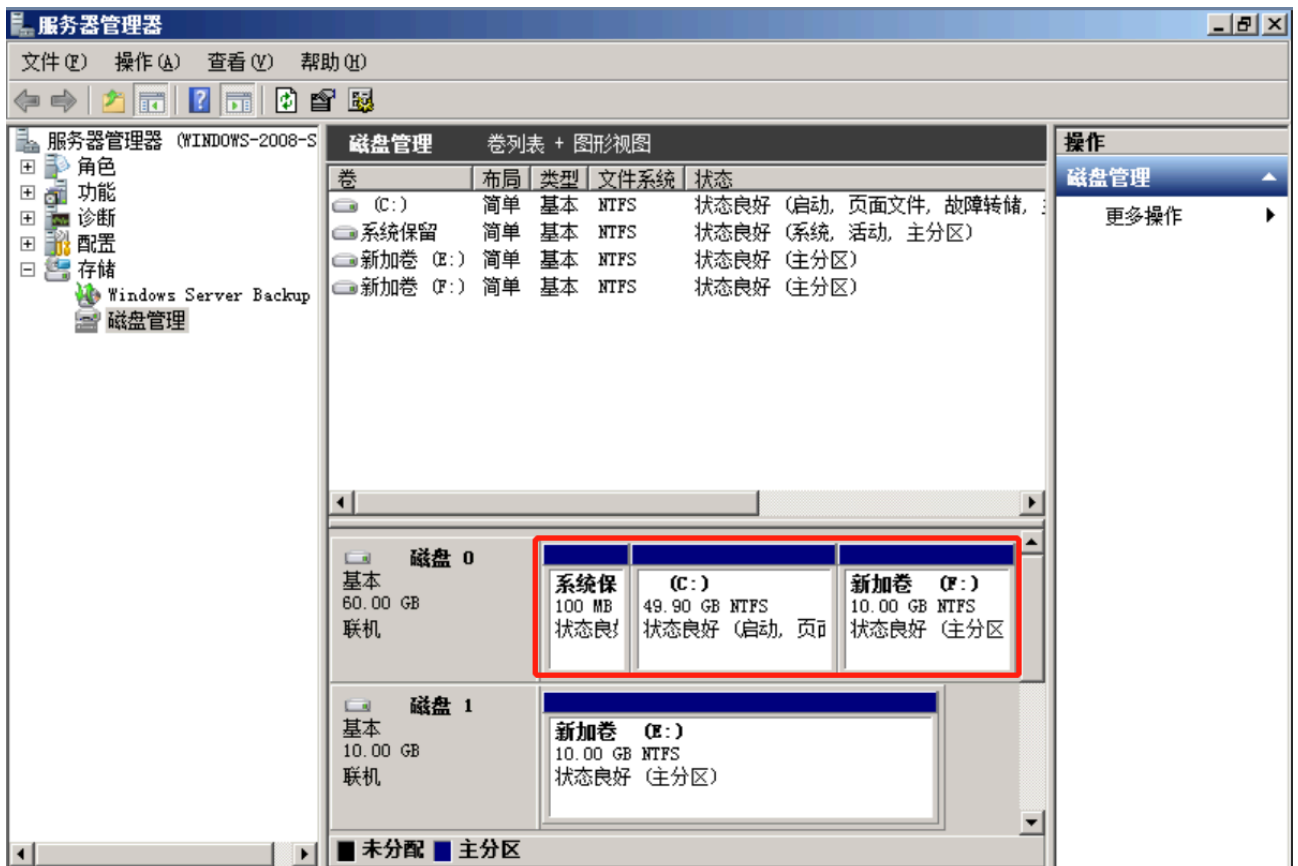 服务器管理器
文件(F) 操作(A) 查看(V) 帮助(H)
服务器管理器 (WINDOWS-2008-S
角色
功能
诊断
配置
存储
Windows Server Backup
磁盘管理
磁盘管理 卷列表 + 图形视图
卷 布局 类型 文件系统 状态
(C:) 简单 基本 NTFS 状态良好 (启动, 页面文件, 故障转储,
系统保留 简单 基本 NTFS 状态良好 (系统, 活动, 主分区)
新加卷 (E:) 简单 基本 NTFS 状态良好 (主分区)
新加卷 (F:) 简单 基本 NTFS 状态良好 (主分区)
磁盘 0
基本
60.00 GB
联机
系统保
100 MB
状态良
(C:)
49.90 GB NTFS
状态良好 (启动, 页
新加卷 (F:)
10.00 GB NTFS
状态良好 (主分区
磁盘 1
基本
10.00 GB
联机
新加卷 (E:)
10.00 GB NTFS
状态良好 (主分区)
未分配 主分区
操作
磁盘管理
更多操作